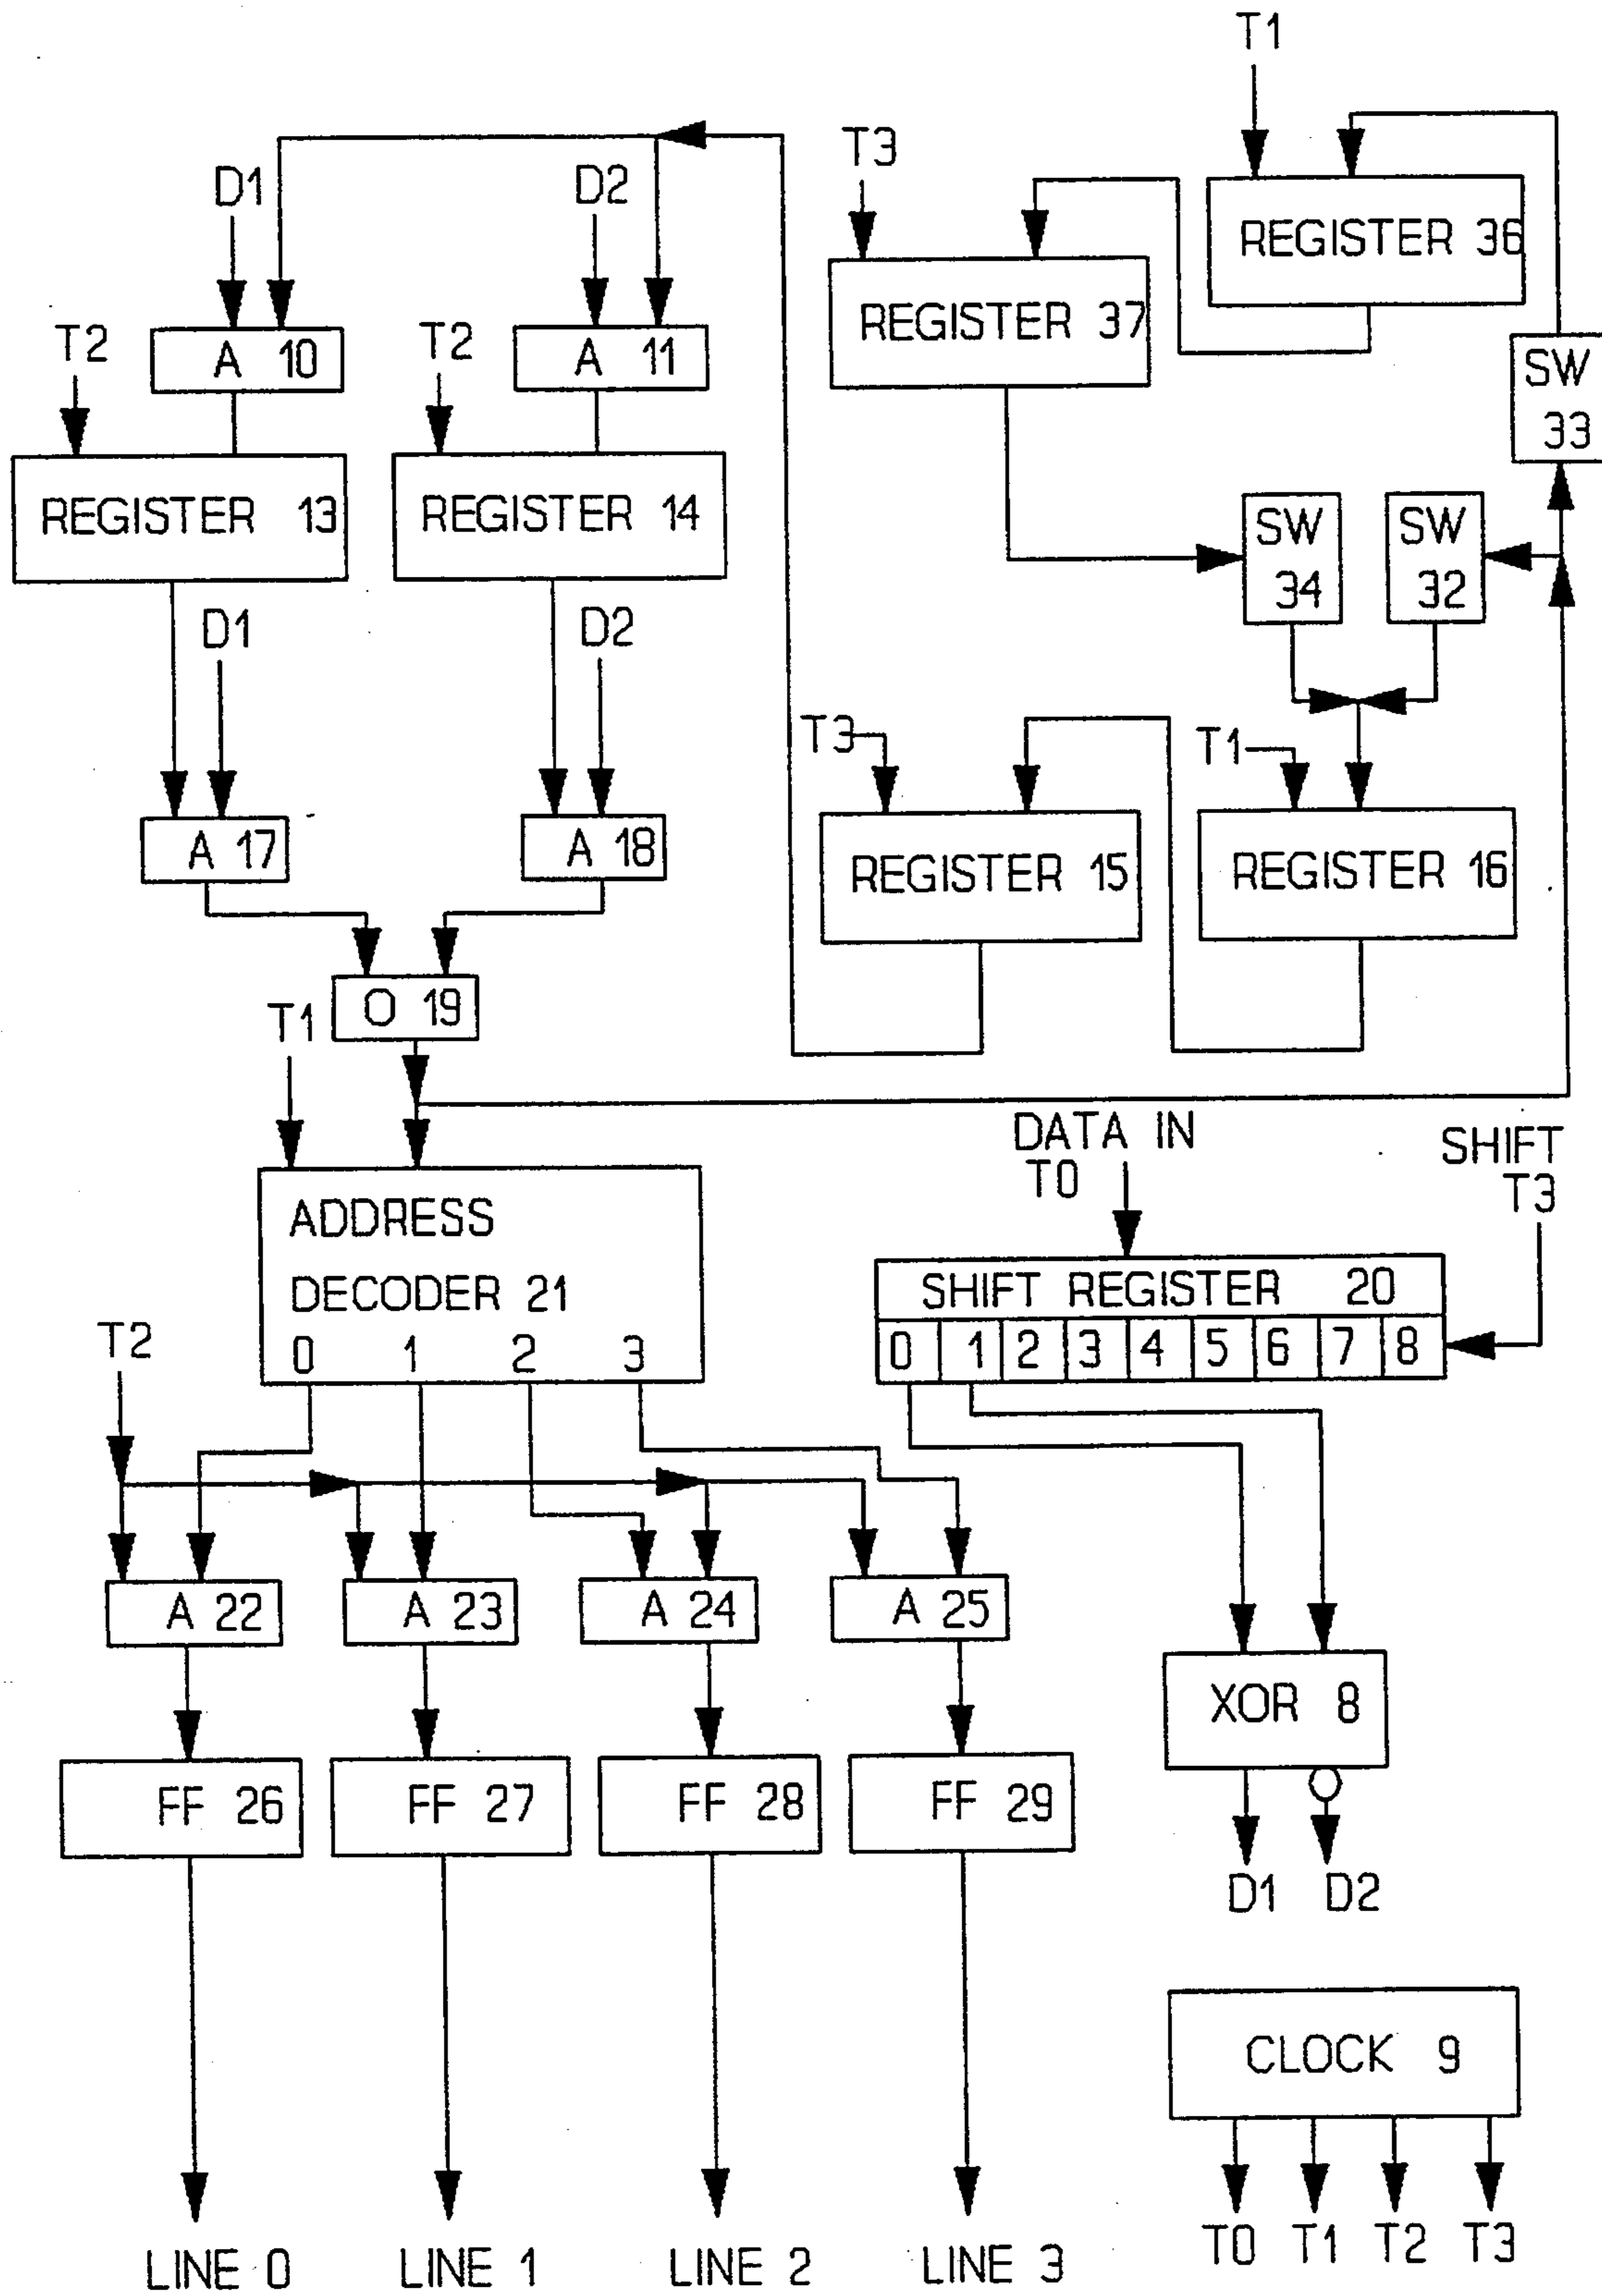 T1
T3
D1
D2
REGISTER 36
T2
A 10
T2
A 11
REGISTER 37
SW
33
REGISTER 13
REGISTER 14
SW
34
SW
32
D1
D2
T3
T1
A 17
A 18
REGISTER 15
REGISTER 16
T1
O 19
DATA IN
T0
SHIFT
T3
ADDRESS
DECODER 21
0 1 2 3
SHIFT REGISTER 20
0 1 2 3 4 5 6 7 8
T2
A 22
A 23
A 24
A 25
XOR 8
FF 26
FF 27
FF 28
FF 29
D1
D2
CLOCK 9
T0 T1 T2 T3
LINE 0
LINE 1
LINE 2
LINE 3